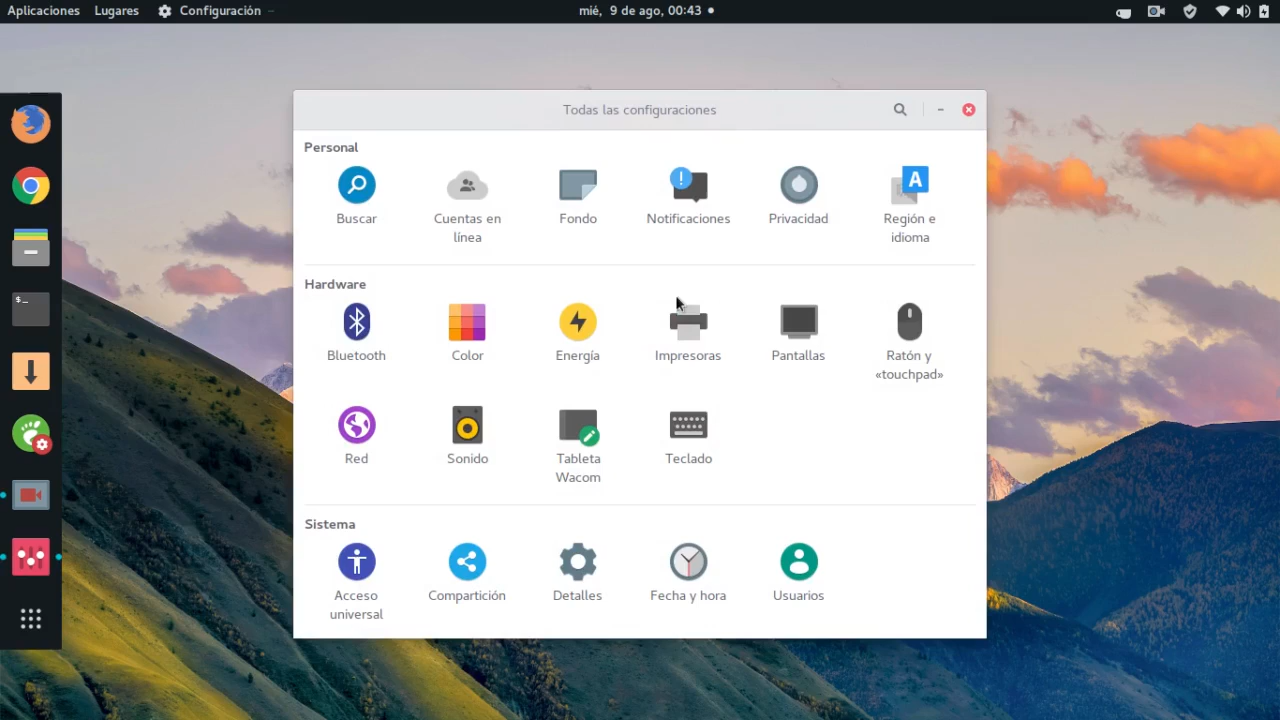 Aplicaciones Lugares Configuración mié, 9 de ago, 00:43
Todas las configuraciones
Personal
Buscar
Cuentas en
línea
Fondo
Notificaciones
Privacidad
A
Región e
idioma
Hardware
Bluetooth
Color
Energía
Impresoras
Pantallas
Ratón y
«touchpad»
$_
Red
Sonido
Tableta
Wacom
Teclado
Sistema
Acceso
universal
Compartición
Detalles
Fecha y hora
Usuarios